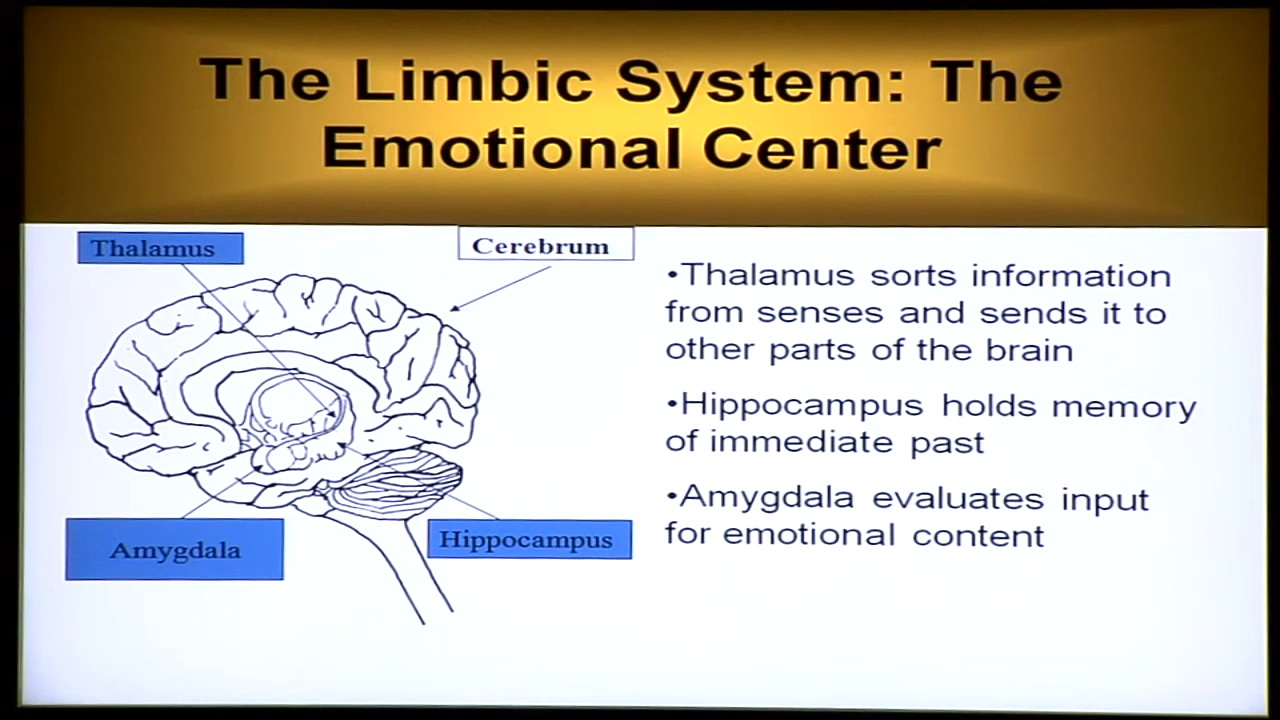 The Limbic System: The
Emotional Center
Thalamus
Cerebrum
Amygdala
Hippocampus
•Thalamus sorts information
from senses and sends it to
other parts of the brain
•Hippocampus holds memory
of immediate past
•Amygdala evaluates input
for emotional content